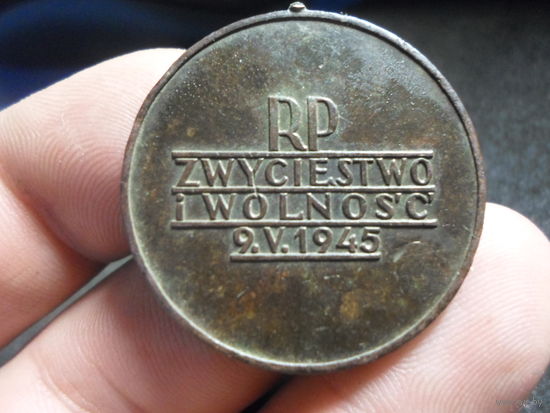 RP
ZWYCIĘSTWO
i WOLNOŚĆ
9.V.1945